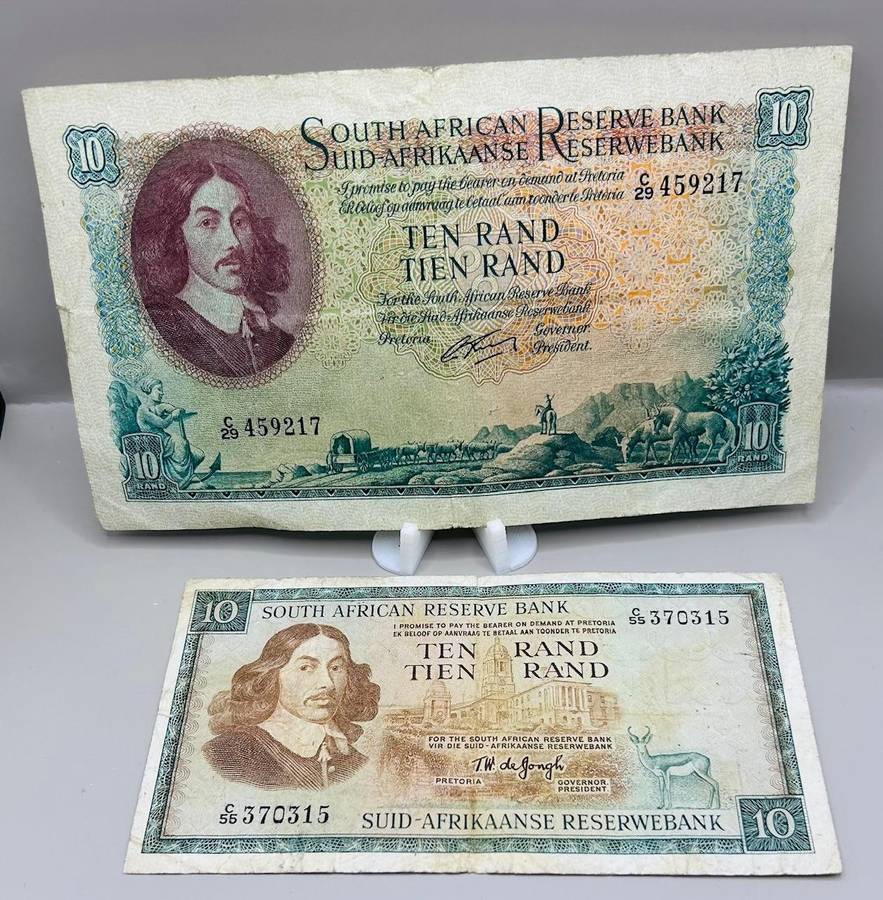 10
SOUTH AFRICAN RESERVE BANK
SUID-AFRIKAANSE RESERWEBANK
10
I promise to pay the bearer on demand at Pretoria
Ek beloof op aanvraag te betaal aan toonder te Pretoria
C/29 459217
TEN RAND
TIEN RAND
For the South African Reserve Bank
Vir die Suid-Afrikaanse Reserwebank
Pretoria
Governor.
President.
C/29 459217
10
RAND
10
RAND
10
SOUTH AFRICAN RESERVE BANK
C/55 370315
I PROMISE TO PAY THE BEARER ON DEMAND AT PRETORIA
EK BELOOF OP AANVRAAG TE BETAAL AAN TOONDER TE PRETORIA
TEN RAND
TIEN RAND
FOR THE SOUTH AFRICAN RESERVE BANK
VIR DIE SUID-AFRIKAANSE RESERWEBANK
T.W. de Jongh
PRETORIA
GOVERNOR.
PRESIDENT.
C/55 370315
SUID-AFRIKAANSE RESERWEBANK
10